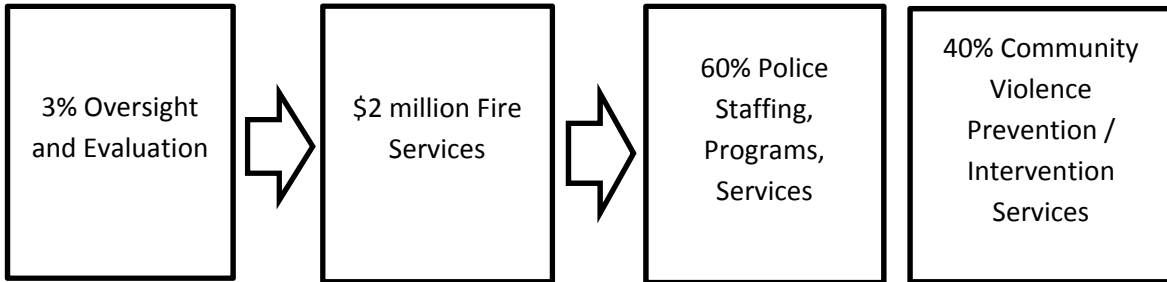 3% Oversight
and Evaluation
$2 million Fire
Services
60% Police
Staffing,
Programs,
Services
40% Community
Violence
Prevention /
Intervention
Services